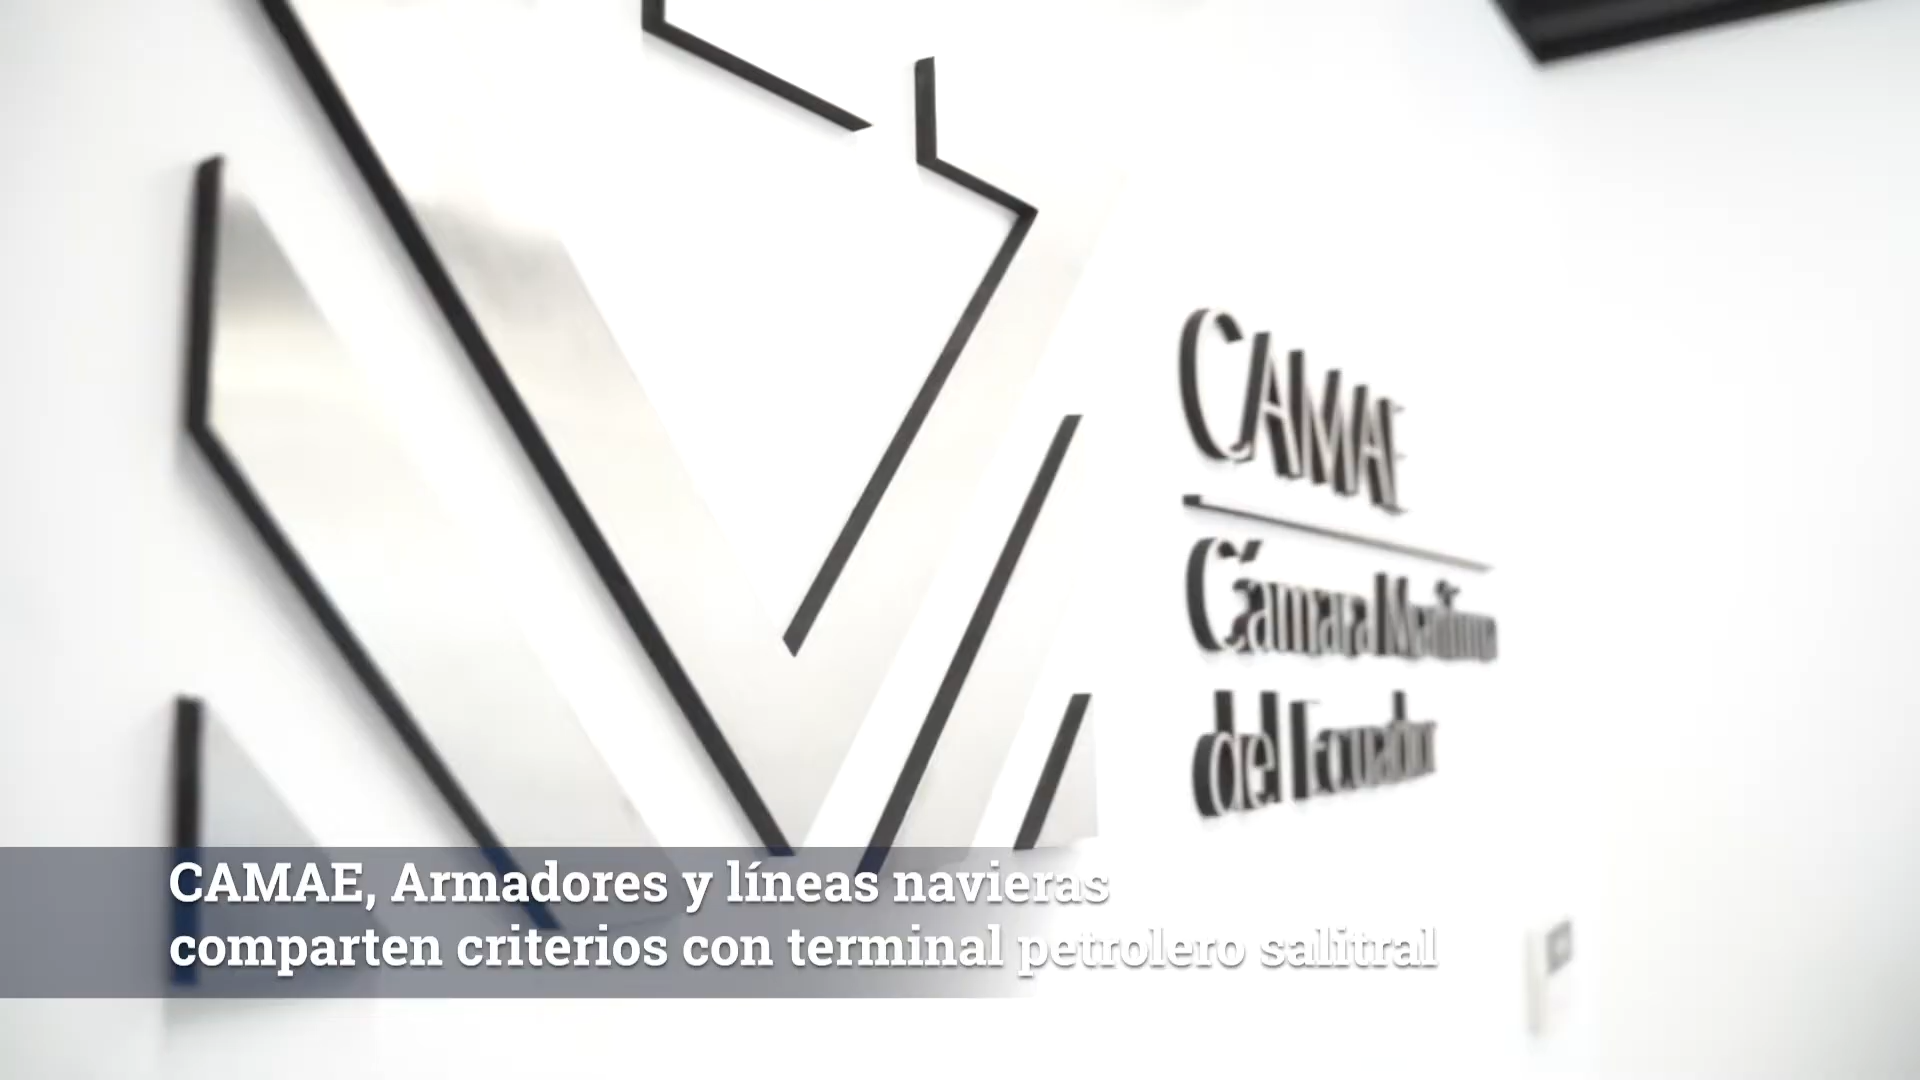 CAMAE
Cámara Marítima
del Ecuador
CAMAE, Armadores y líneas navieras
comparten criterios con terminal petrolero salitral